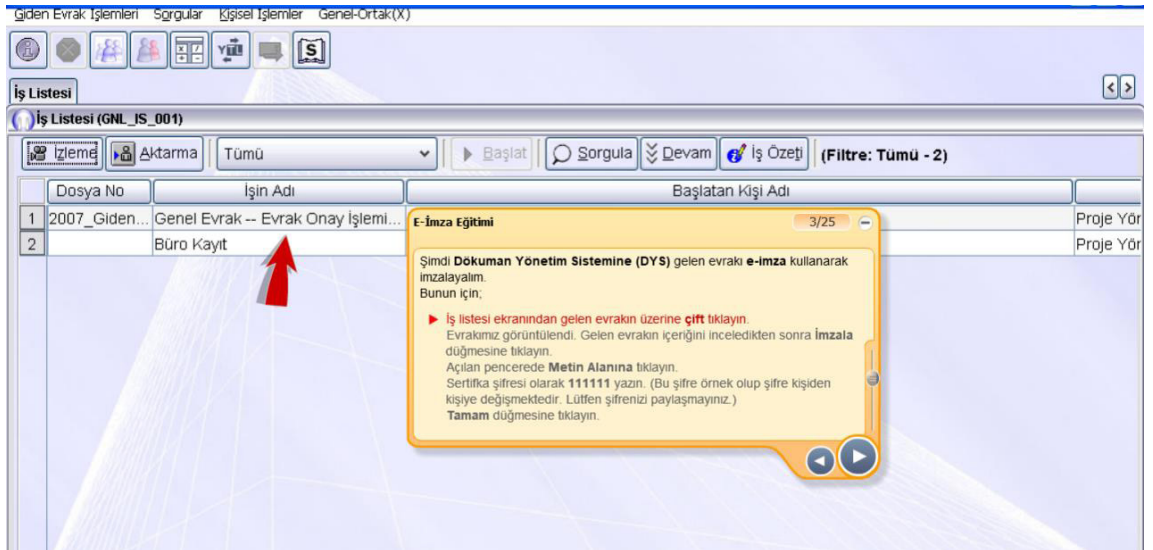 Giden Evrak İşlemleri Sorgular Kişisel İşlemler Genel-Ortak(X)
S
İş Listesi
İş Listesi (GNL_IS_001)
İzleme Aktarma Tümü Başlat Sorgula Devam İş Özeti (Filtre: Tümü - 2)
Dosya No İşin Adı Başlatan Kişi Adı
1 2007_Giden... Genel Evrak -- Evrak Onay İşlemi... Proje Yör
2 Büro Kayıt Proje Yör
E-İmza Eğitimi 3/25
Şimdi Dökuman Yönetim Sistemine (DYS) gelen evrakı e-imza kullanarak
imzalayalım.
Bunun için;
İş listesi ekranından gelen evrakın üzerine çift tıklayın.
Evrakımız görüntülendi. Gelen evrakın içeriğini inceledikten sonra İmzala
düğmesine tıklayın.
Açılan pencerede Metin Alanına tıklayın.
Sertifka şifresi olarak 111111 yazın. (Bu şifre örnek olup şifre kişiden
kişiye değişmektedir. Lütfen şifrenizi paylaşmayınız.)
Tamam düğmesine tıklayın.